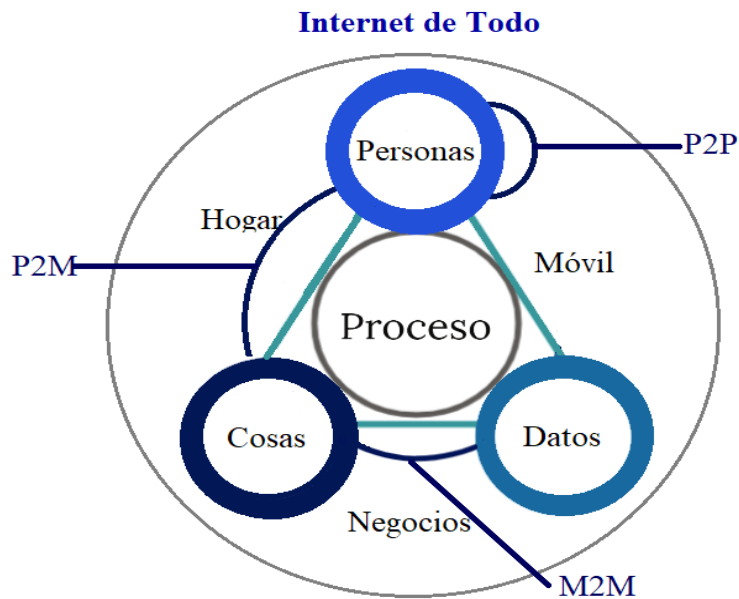 Internet de Todo
Personas
P2P
Hogar
P2M
Móvil
Proceso
Cosas
Datos
Negocios
M2M